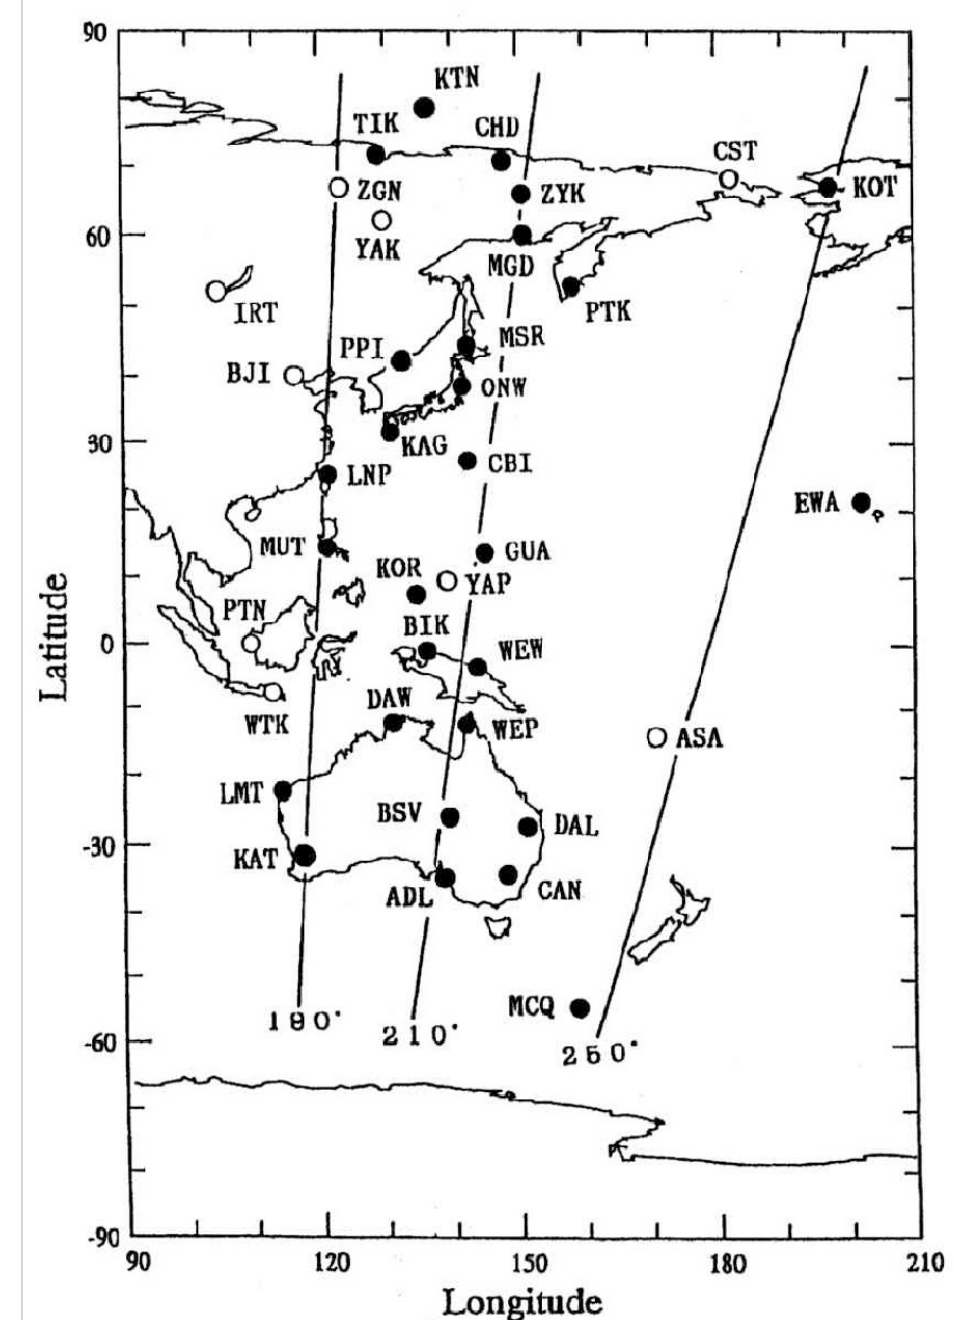 90
KTN
TIK
CHD
CST
ZGN
ZYK
KOT
60
YAK
MGD
IRT
PTK
PPI
MSR
BJI
ONW
30
KAG
CBI
LNP
EWA
MUT
GUA
KOR
YAP
PTN
BIK
0
WEW
DAW
WTK
WEP
ASA
LMT
BSV
DAL
-30
KAT
ADL
CAN
MCQ
190°
210°
250°
-60
-90
90 120 150 180 210
Latitude
Longitude